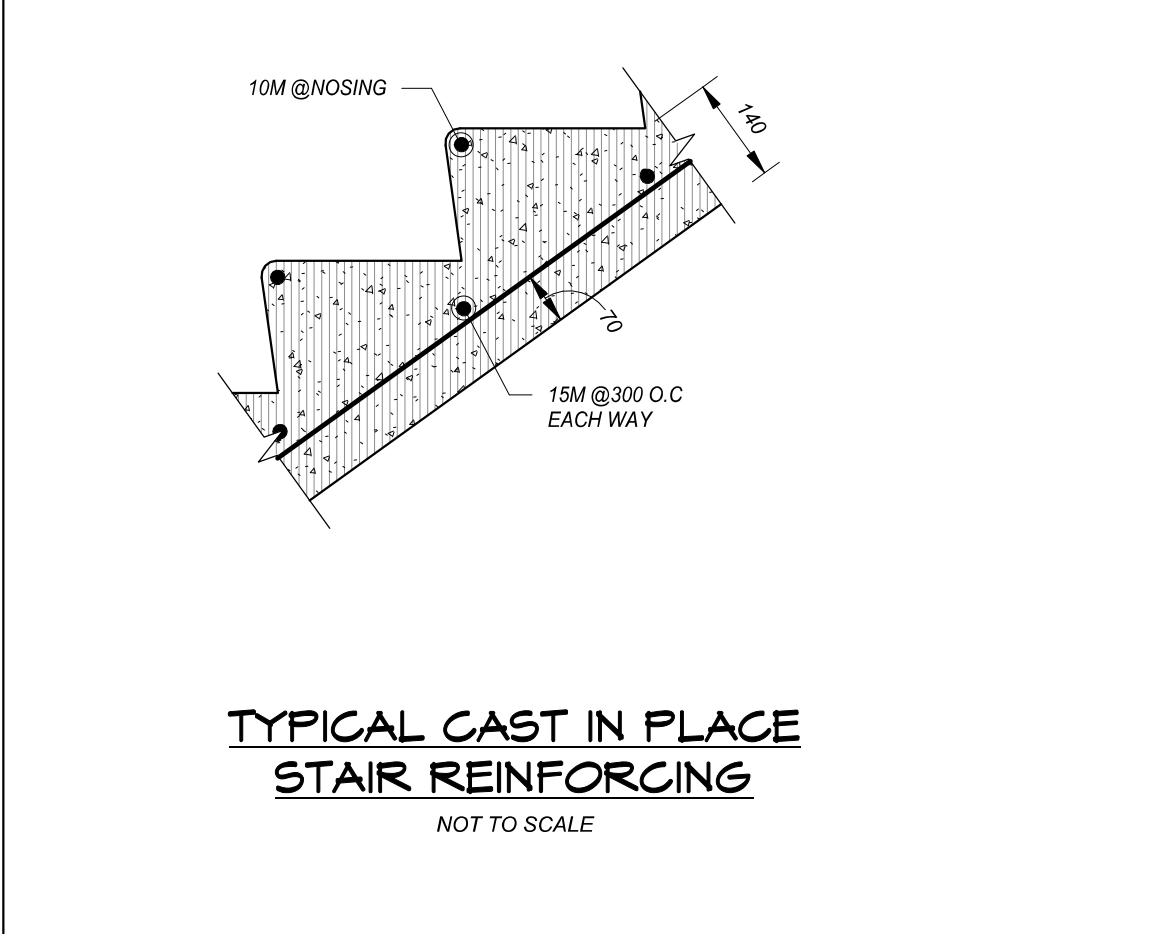 10M @NOSING
140
70
15M @300 O.C
EACH WAY
TYPICAL CAST IN PLACE
STAIR REINFORCING
NOT TO SCALE